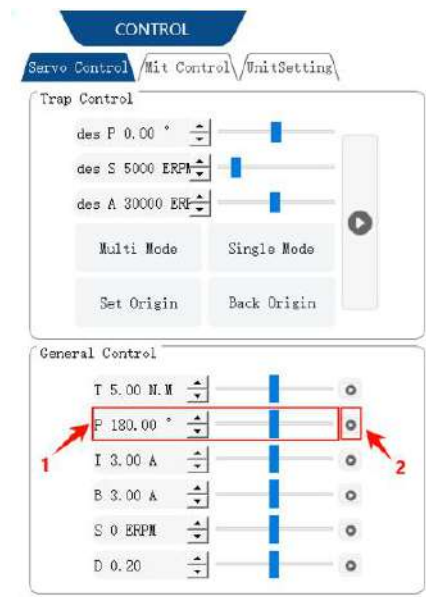 CONTROL
Servo Control Mit Control UnitSetting
Trap Control
des P 0.00 °
des S 5000 ERPM
des A 30000 ERP
Multi Mode Single Mode
Set Origin Back Origin
General Control
T 5.00 N.M
P 180.00 °
1 2
I 3.00 A
B 3.00 A
S 0 ERPM
D 0.20